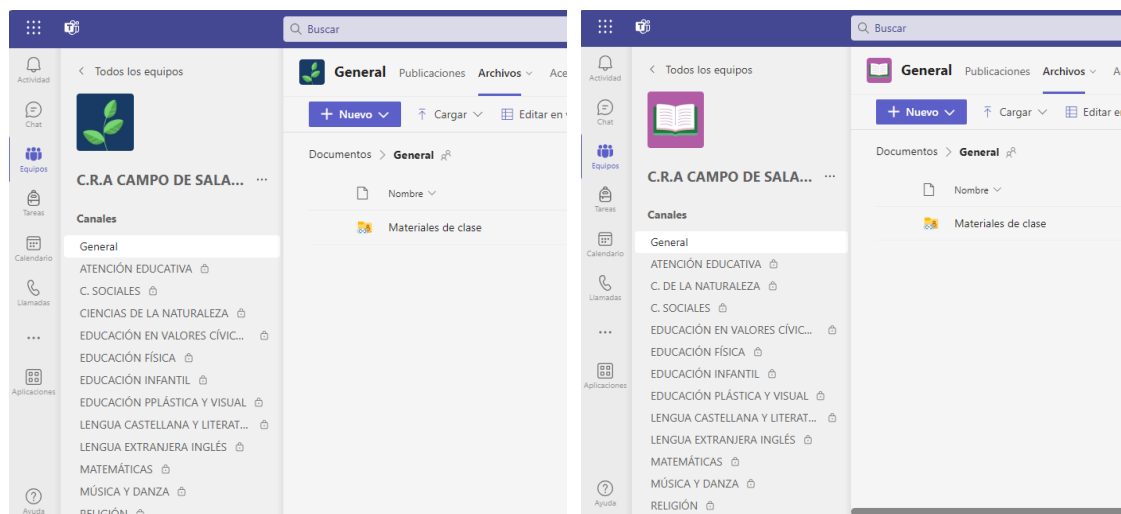 Buscar
Actividad
Chat
Equipos
Tareas
Calendario
Llamadas
Aplicaciones
Ayuda
Todos los equipos
C.R.A CAMPO DE SALA...
Canales
General
ATENCIÓN EDUCATIVA
C. SOCIALES
CIENCIAS DE LA NATURALEZA
EDUCACIÓN EN VALORES CÍVIC...
EDUCACIÓN FÍSICA
EDUCACIÓN INFANTIL
EDUCACIÓN PPLÁSTICA Y VISUAL
LENGUA CASTELLANA Y LITERAT...
LENGUA EXTRANJERA INGLÉS
MATEMÁTICAS
MÚSICA Y DANZA
RELIGIÓN
General Publicaciones Archivos Ace
+ Nuevo Cargar Editar en
Documentos > General
Nombre
Materiales de clase
Buscar
Actividad
Chat
Equipos
Tareas
Calendario
Llamadas
Aplicaciones
Ayuda
Todos los equipos
C.R.A CAMPO DE SALA...
Canales
General
ATENCIÓN EDUCATIVA
C. DE LA NATURALEZA
C. SOCIALES
EDUCACIÓN EN VALORES CÍVIC...
EDUCACIÓN FÍSICA
EDUCACIÓN INFANTIL
EDUCACIÓN PLÁSTICA Y VISUAL
LENGUA CASTELLANA Y LITERAT...
LENGUA EXTRANJERA INGLÉS
MATEMÁTICAS
MÚSICA Y DANZA
RELIGIÓN
General Publicaciones Archivos A
+ Nuevo Cargar Editar e
Documentos > General
Nombre
Materiales de clase